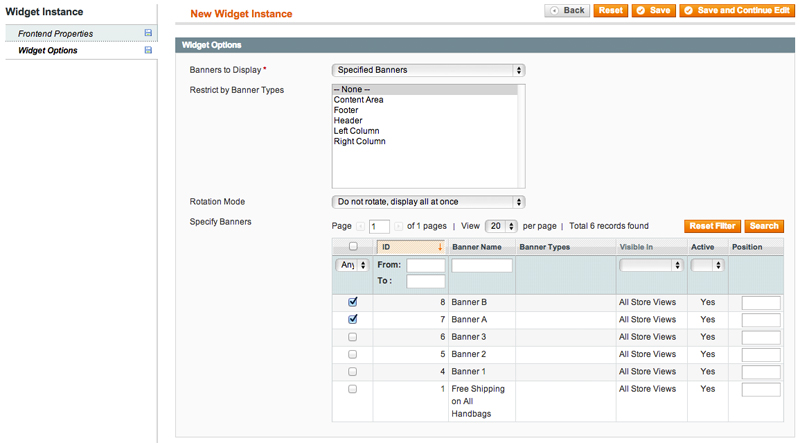 Widget Instance
Frontend Properties
Widget Options
New Widget Instance
Back Reset Save Save and Continue Edit
Widget Options
Banners to Display * Specified Banners
Restrict by Banner Types
-- None --
Content Area
Footer
Header
Left Column
Right Column
Rotation Mode Do not rotate, display all at once
Specify Banners
Page 1 of 1 pages | View 20 per page | Total 6 records found Reset Filter Search
ID ↓ Banner Name Banner Types Visible In Active Position
Any From:
To :
8 Banner B All Store Views Yes
7 Banner A All Store Views Yes
6 Banner 3 All Store Views Yes
5 Banner 2 All Store Views Yes
4 Banner 1 All Store Views Yes
1 Free Shipping All Store Views Yes
on All
Handbags